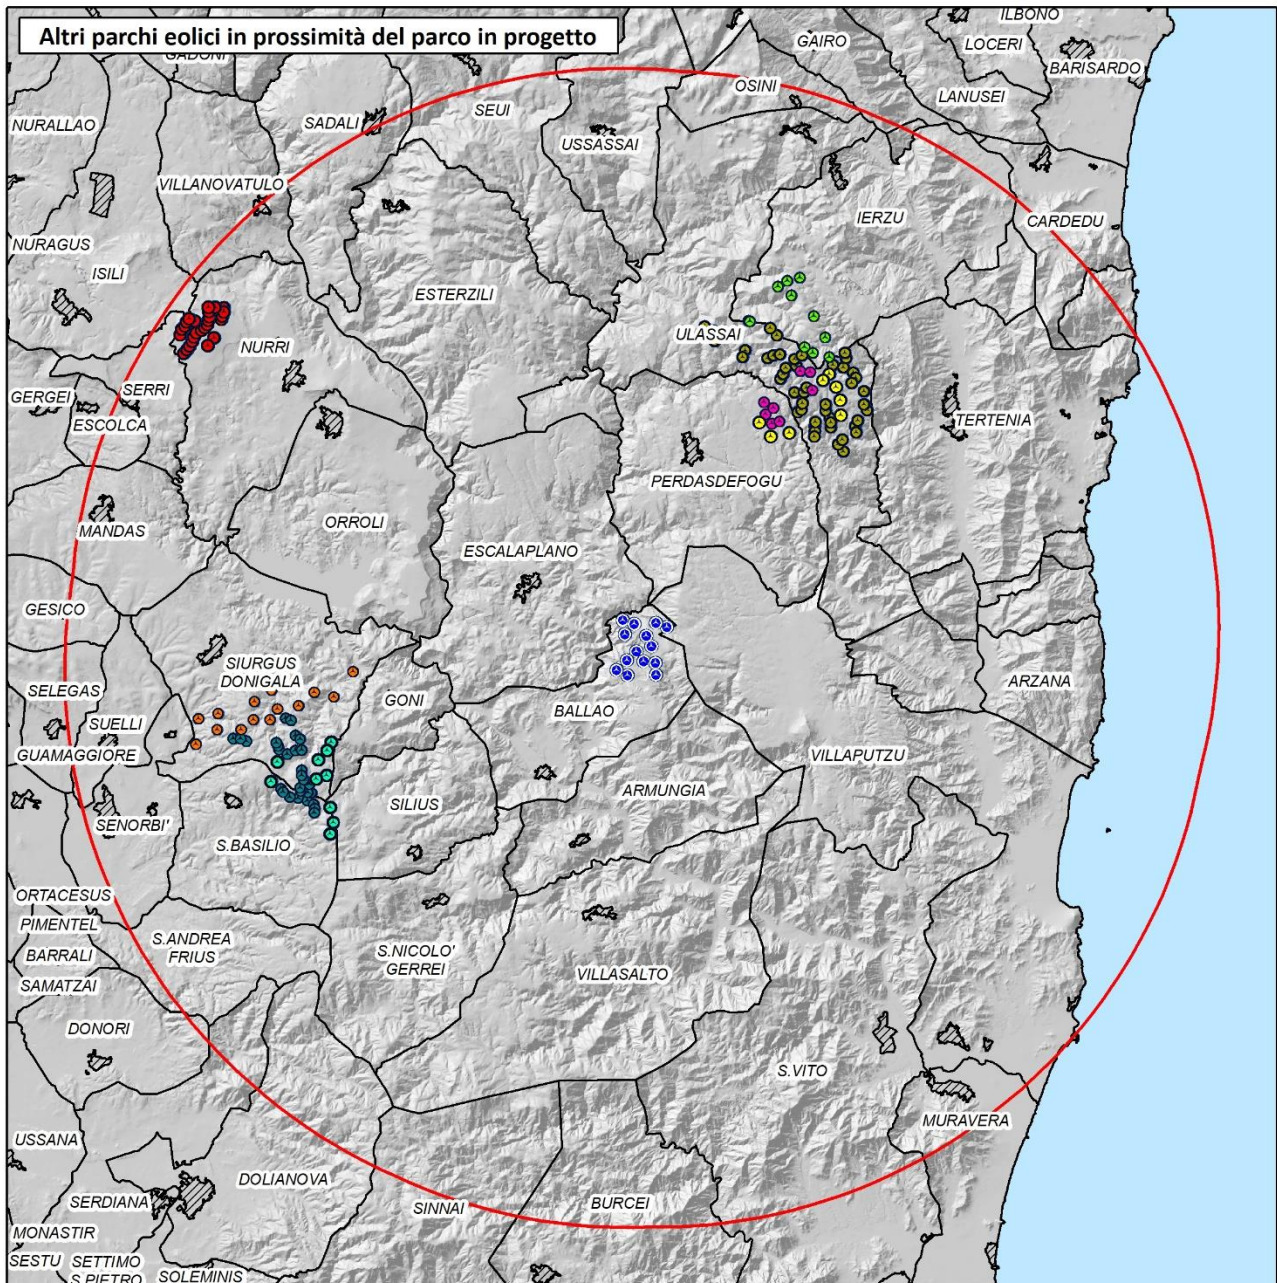 Altri parchi eolici in prossimità del parco in progetto
ILBONO
GAIRO
LOCERI
GADONI
BARISARDO
OSINI
LANUSEI
SEUI
SADALI
NURALLAO
USSASSAI
VILLANOVATULO
IERZU
CARDEDU
NURAGUS
ISILI
ESTERZILI
ULASSAI
NURRI
SERRI
GERGEI
ESCOLCA
TERTENIA
PERDASDEFOGU
ORROLI
MANDAS
ESCALAPLANO
GESICO
SIURGUS
DONIGALA
ARZANA
SELEGAS
GONI
BALLAO
SUELLI
GUAMAGGIORE
VILLAPUTZU
ARMUNGIA
SILIUS
SENORBI'
S.BASILIO
ORTACESUS
PIMENTEL
S.ANDREA
FRIUS
S.NICOLO'
GERREI
BARRALI
VILLASALTO
SAMATZAI
DONORI
S.VITO
MURAVERA
USSANA
DOLIANOVA
SERDIANA
SINNAI
BURCEI
MONASTIR
SESTU
SETTIMO
S.PIETRO
SOLEMINIS